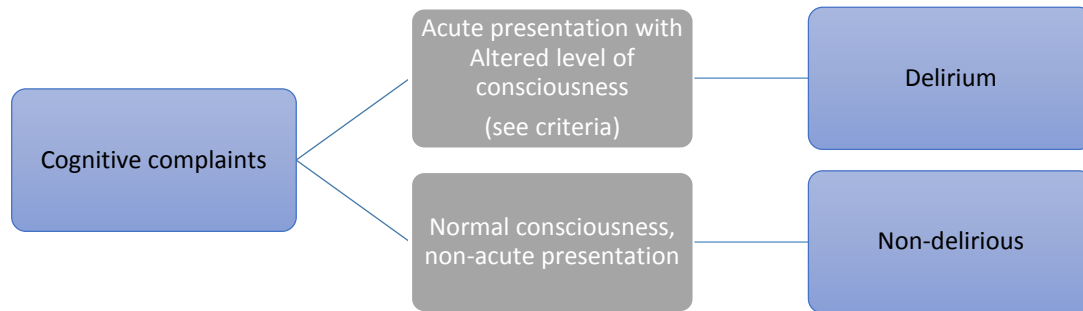 Cognitive complaints
Acute presentation with
Altered level of
consciousness
(see criteria)
Delirium
Normal consciousness,
non-acute presentation
Non-delirious